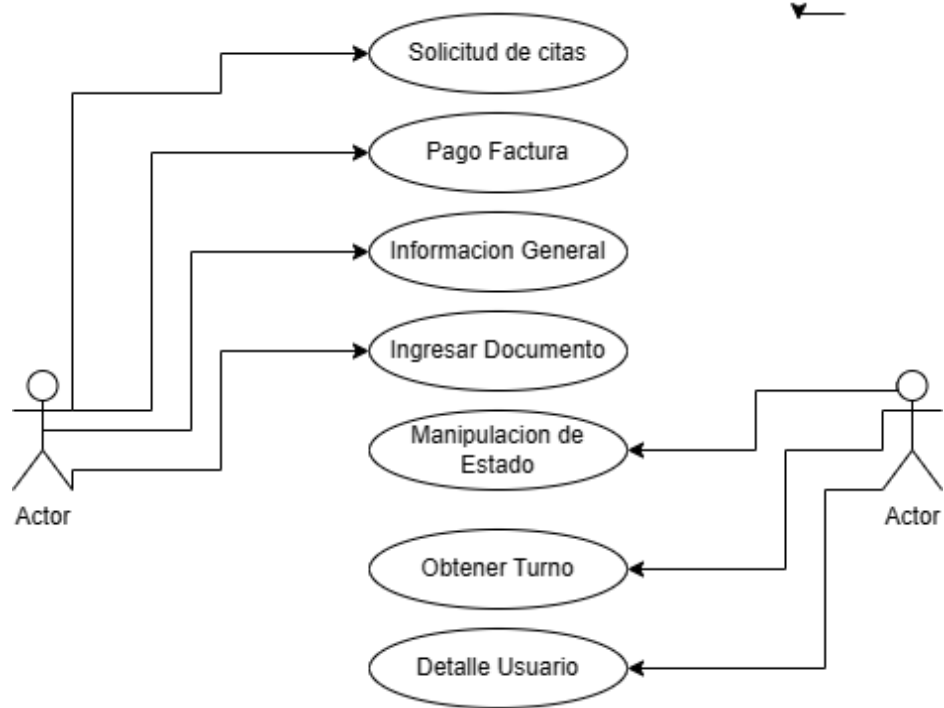 Solicitud de citas
Pago Factura
Informacion General
Ingresar Documento
Manipulacion de
Estado
Actor
Actor
Obtener Turno
Detalle Usuario